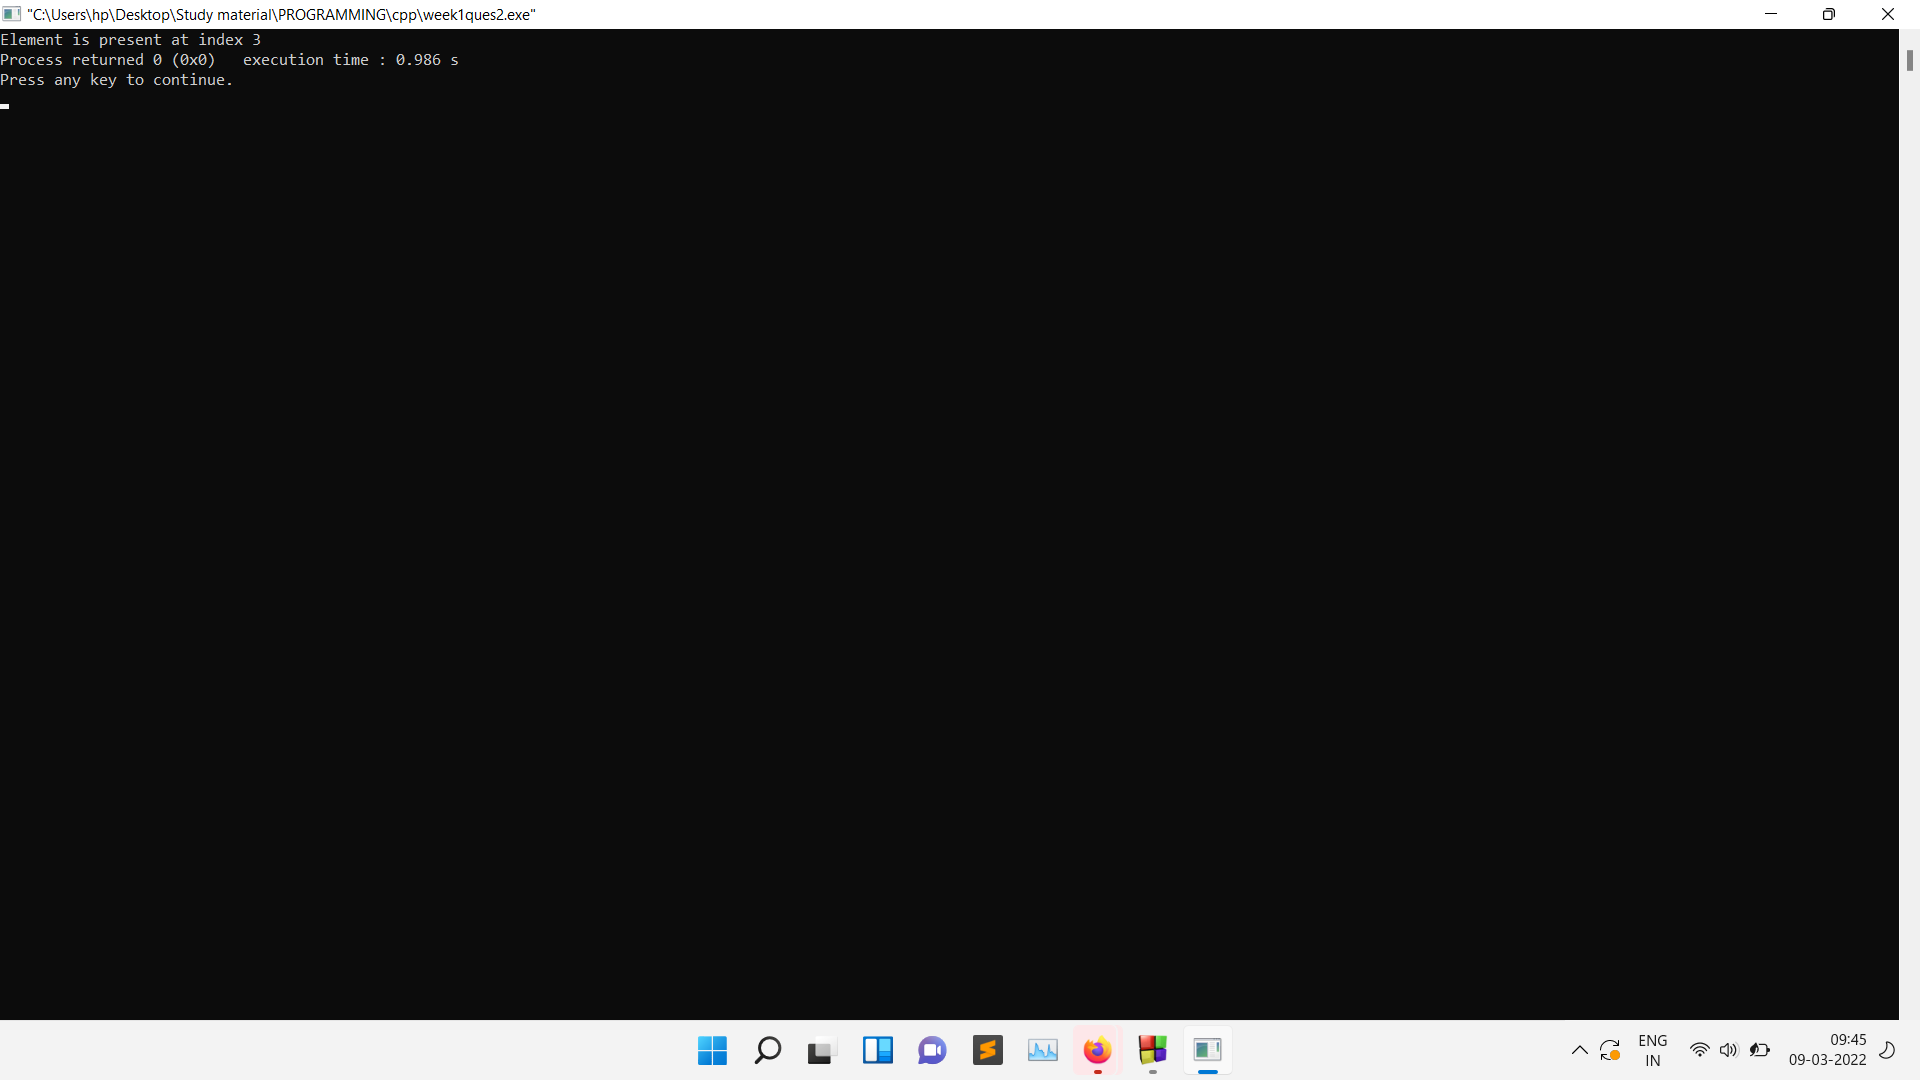 "C:\Users\hp\Desktop\Study material\PROGRAMMING\cpp\week1ques2.exe"
Element is present at index 3
Process returned 0 (0x0)   execution time : 0.986 s
Press any key to continue.
ENG
IN
09:45
09-03-2022